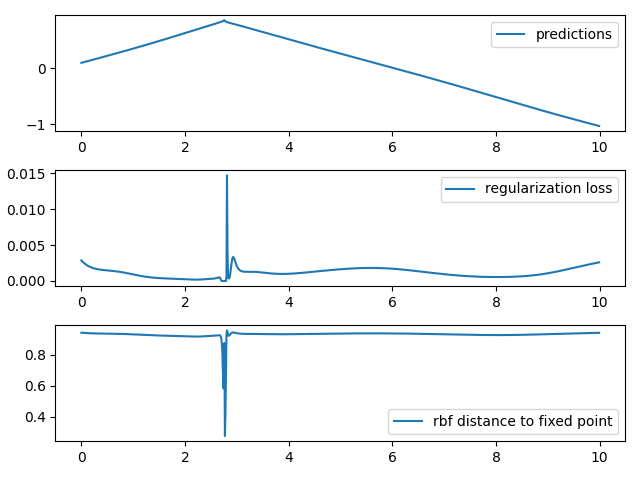 predictions
0
−1
0 2 4 6 8 10
regularization loss
0.015
0.010
0.005
0.000
0 2 4 6 8 10
0.8
0.6
0.4
rbf distance to fixed point
0 2 4 6 8 10